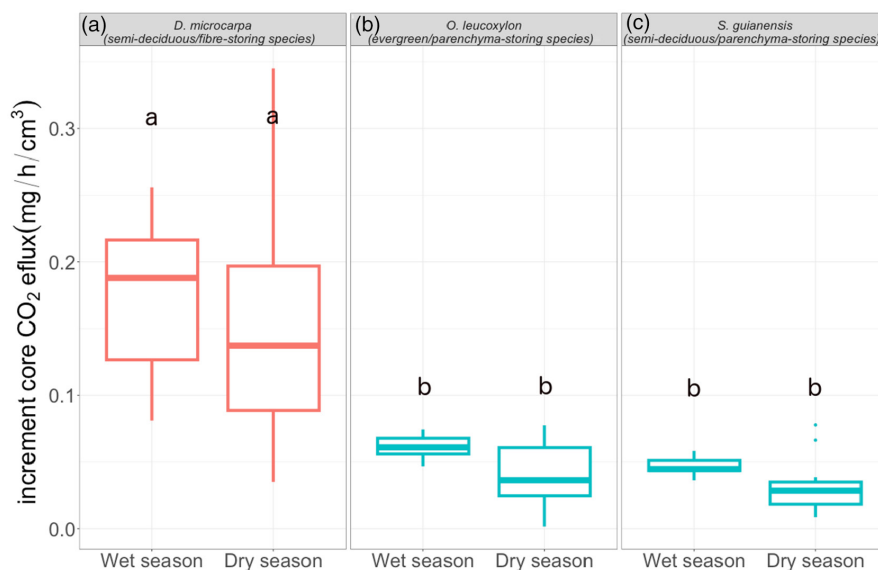 (a)
D. microcarpa
(semi-deciduous/fibre-storing species)
(b)
O. leucoxylon
(evergreen/parenchyma-storing species)
(c)
S. guianensis
(semi-deciduous/parenchyma-storing species)
increment core CO₂ eflux(mg/h/cm³)
0.3
0.2
0.1
0.0
a
a
b
b
b
b
Wet season
Dry season
Wet season
Dry season
Wet season
Dry season